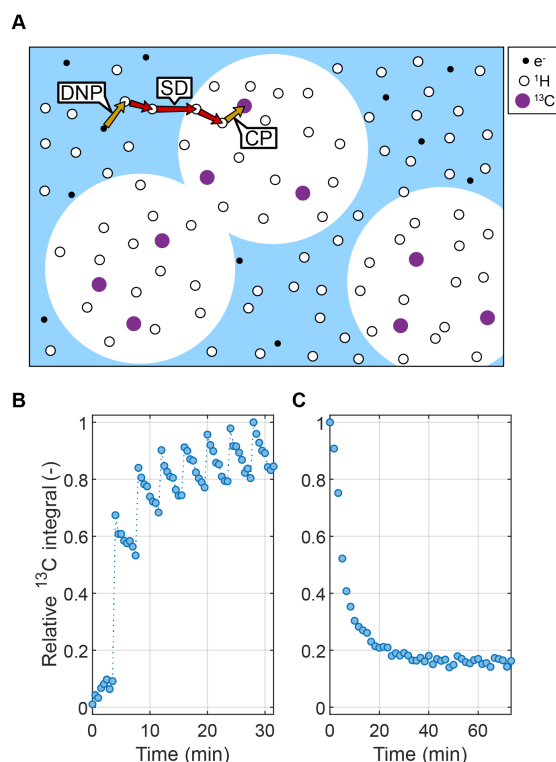 A
DNP
SD
CP
e⁻
¹H
¹³C
B
C
Relative ¹³C integral (-)
1
0.8
0.6
0.4
0.2
0
0 10 20 30
Time (min)
1
0.8
0.6
0.4
0.2
0
0 20 40 60
Time (min)